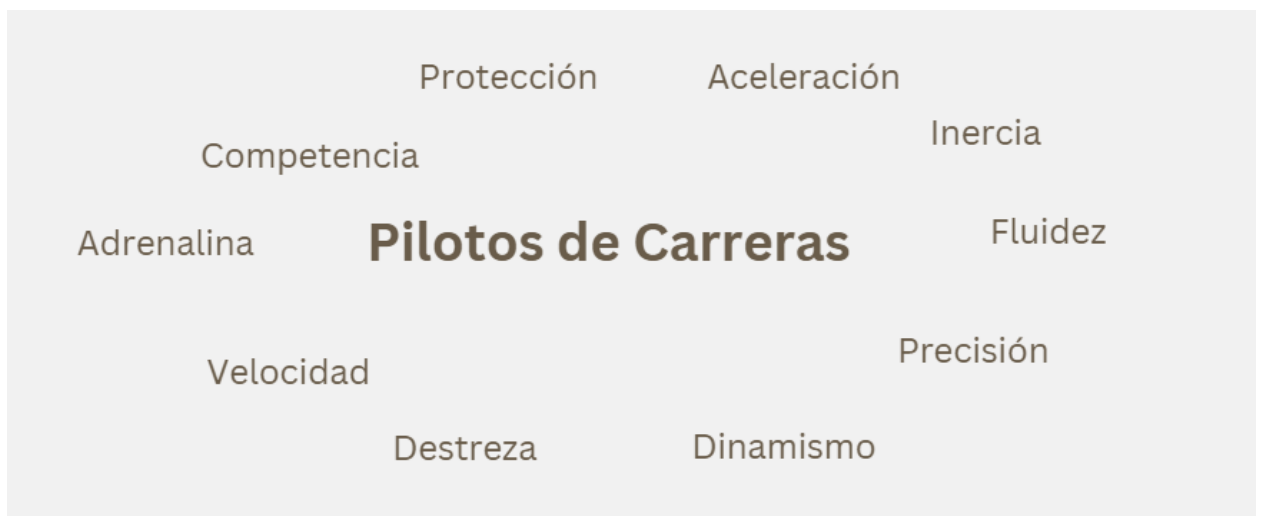 Protección
Aceleración
Inercia
Competencia
Adrenalina
Pilotos de Carreras
Fluidez
Precisión
Velocidad
Destreza
Dinamismo